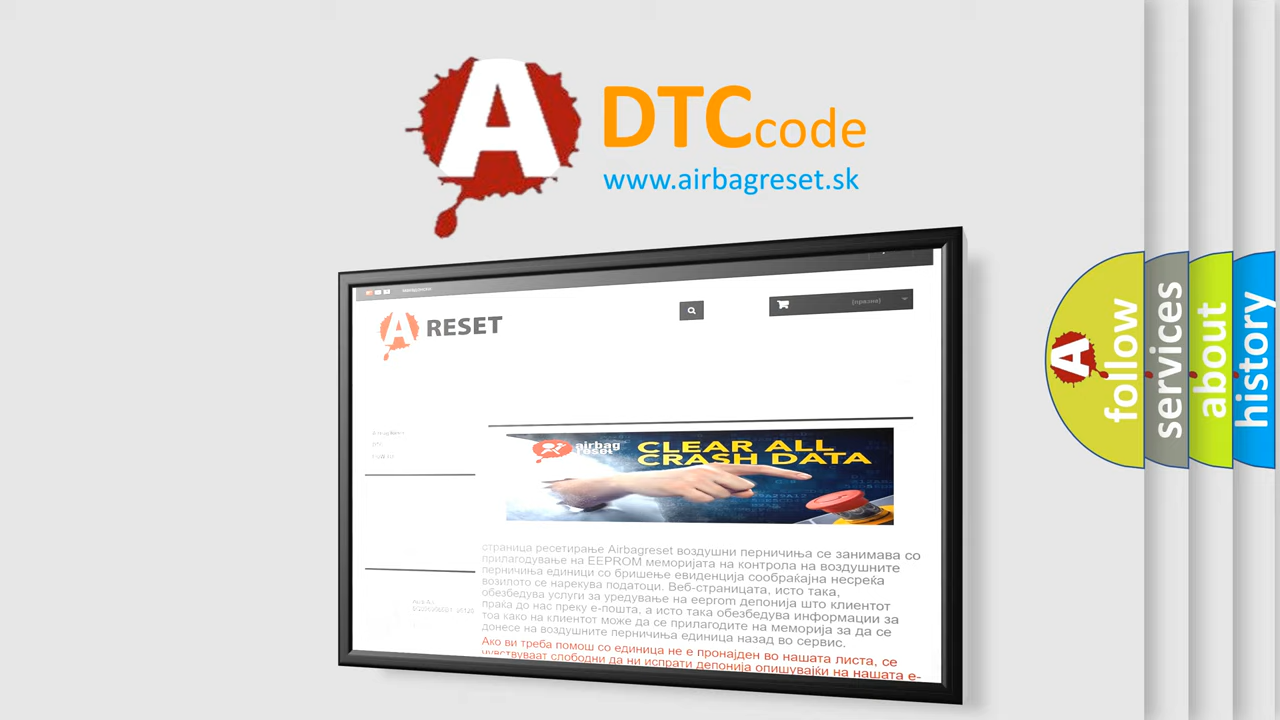 A DTCcode
www.airbagreset.sk
A RESET
(празно)
airbag
reset
CLEAR ALL
CRASH DATA
страница ресетирање Airbagreset воздушни перничиња се занимава со
прилагодување на EEPROM меморијата на контрола на воздушните
перничиња единици со бришење евиденција сообраќајна несреќа
возилото се нарекува податоци. Веб-страницата, исто така,
обезбедува услуги за уредување на eeprom депонија што клиентот
праќа до нас преку е-пошта, а исто така обезбедува информации за
тоа како на клиентот може да се прилагодите на меморија за да се
донесе на воздушните перничиња единица назад во сервис.
Ако ви треба помош со единица не е пронајден во нашата листа, се
чувствуваат слободни да ни испрати депонија опишувајќи на нашата е-
A follow
services
about
history